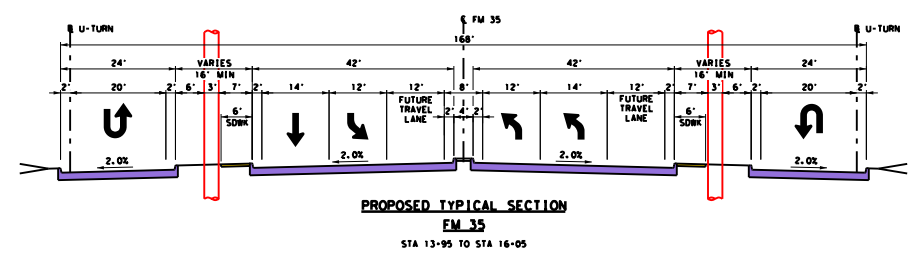 ℄ FM 35
U-TURN
U-TURN
168'
24' VARIES 42' 42' VARIES 24'
16' MIN 16' MIN
2' 20' 2' 6' 3' 7' 2' 14' 12' 12' 8' 12' 14' 12' 2' 7' 3' 6' 2' 20' 2'
6' FUTURE 2' 4' 2' FUTURE 6'
SDWK TRAVEL TRAVEL SDWK
LANE LANE
2.0% 2.0% 2.0% 2.0%
PROPOSED TYPICAL SECTION
FM 35
STA 13+95 TO STA 16+05